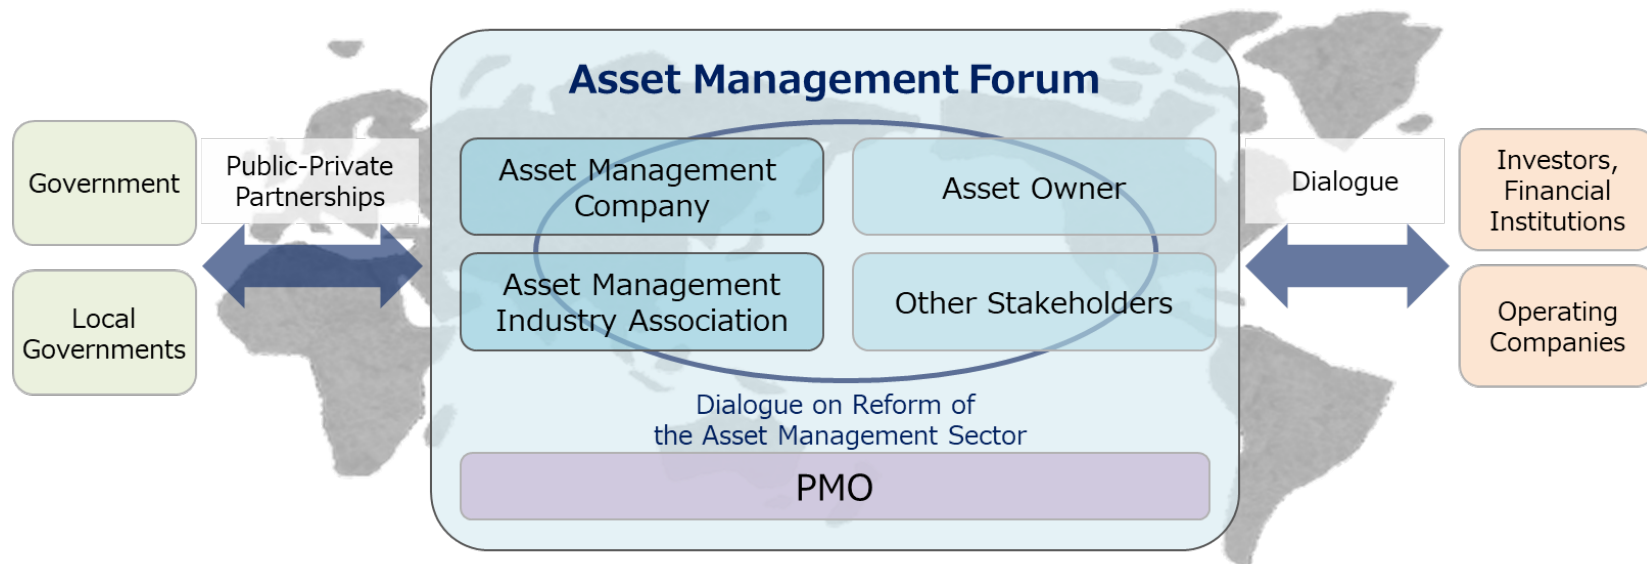 Asset Management Forum
Government
Local
Governments
Public-Private
Partnerships
Asset Management
Company
Asset Owner
Asset Management
Industry Association
Other Stakeholders
Dialogue on Reform of
the Asset Management Sector
PMO
Dialogue
Investors,
Financial
Institutions
Operating
Companies